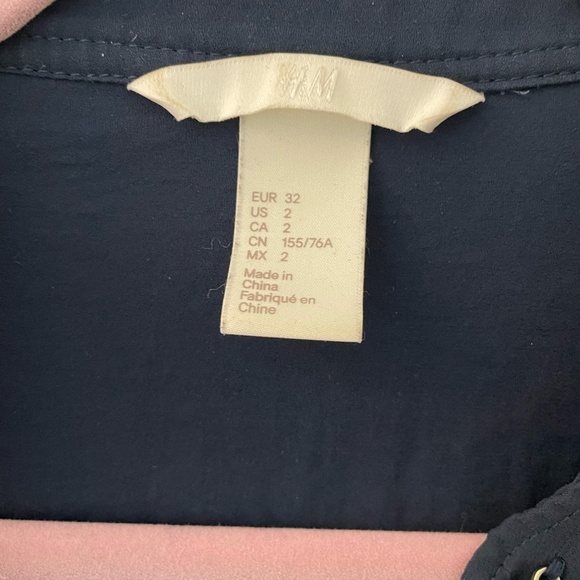 H&M
EUR 32
US 2
CA 2
CN 155/76A
MX 2
Made in
China
Fabriqué en
Chine